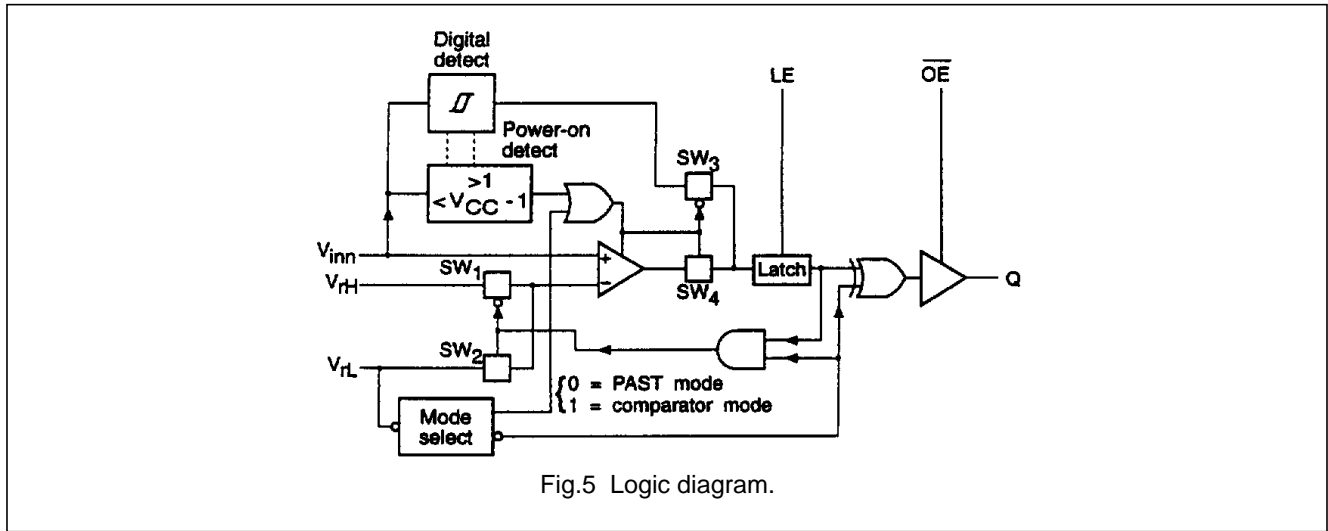 Digital
detect
LE
OE
Power-on
detect
>1
< VCC - 1
SW3
Vinn
SW1
VrH
+
−
SW4
Latch
Q
SW2
VrL
0 = PAST mode
1 = comparator mode
Mode
select
Fig.5 Logic diagram.